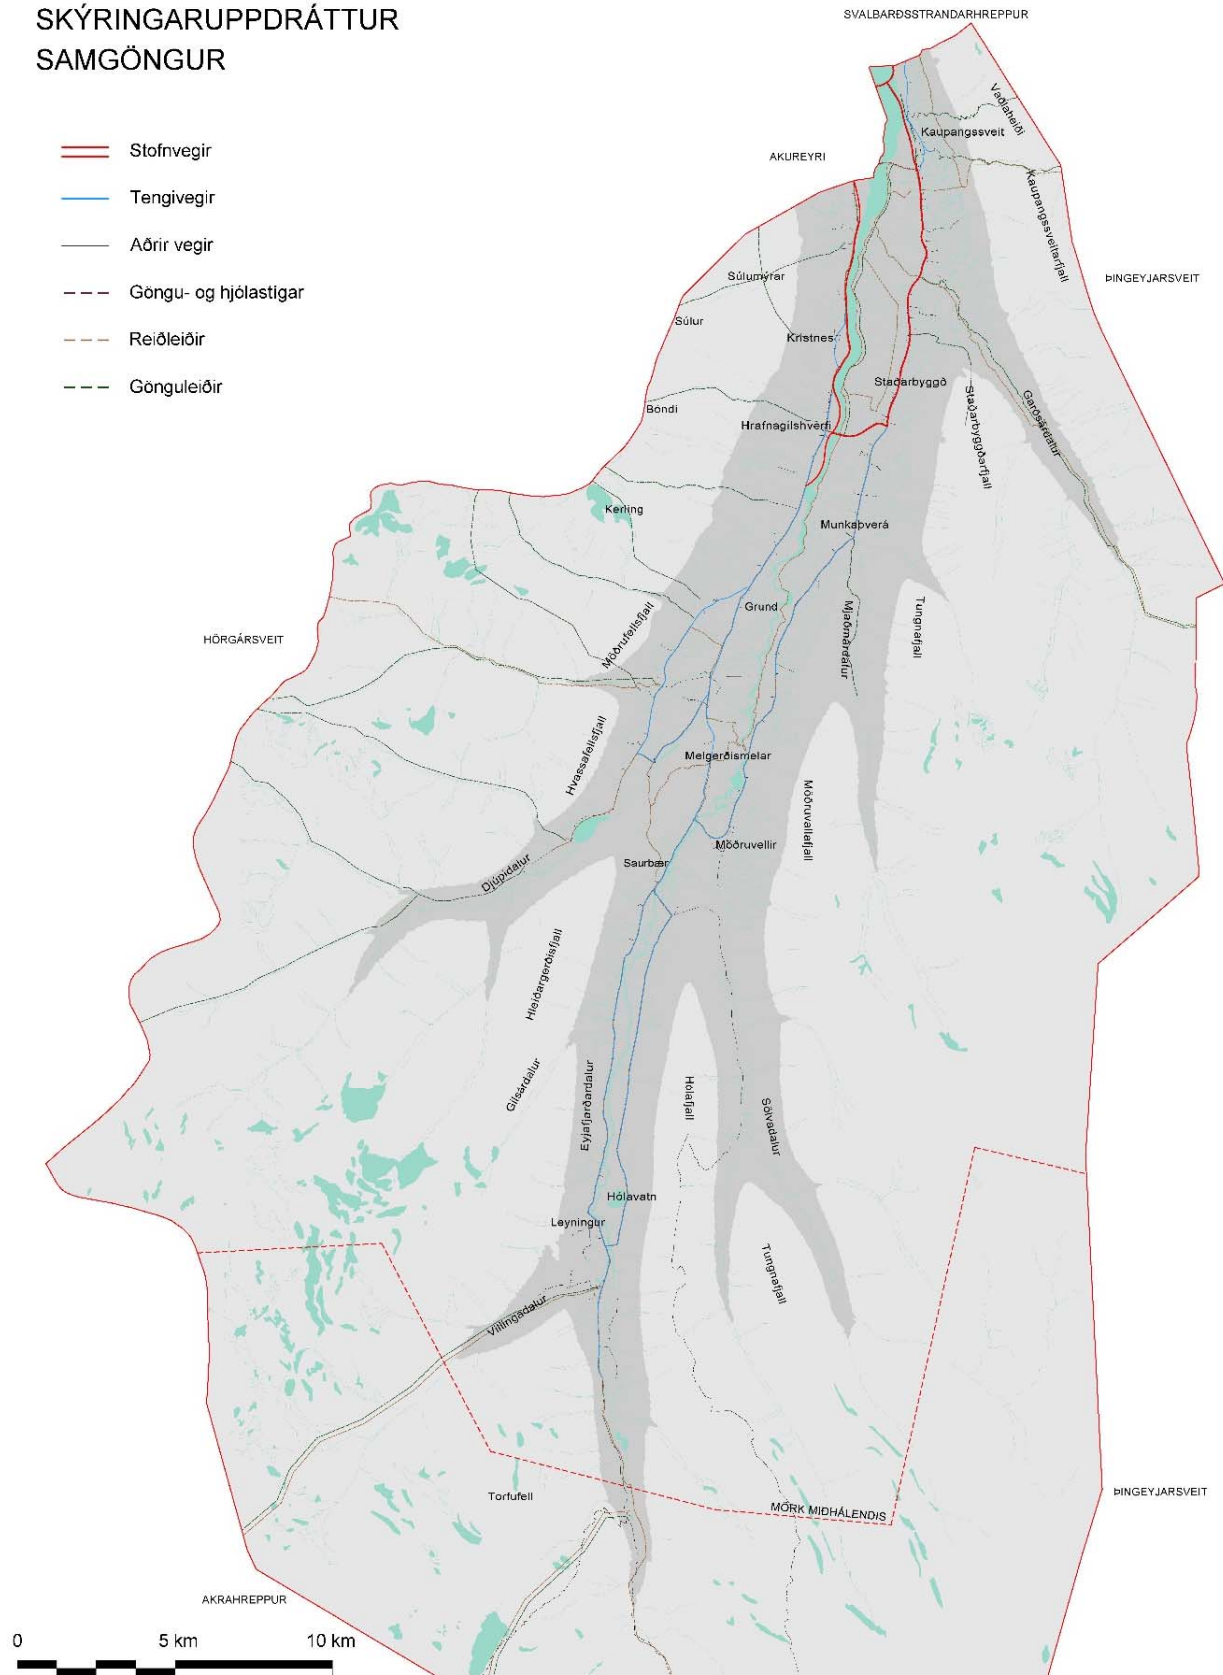 SKÝRINGARUPPDRÁTTUR
SAMGÖNGUR
Stofnvegir
Tengivegir
Aðrir vegir
Göngu- og hjólastígar
Reiðleiðir
Gönguleiðir
SVALBARÐSSTRANDARHREPPUR
Vaðlaheiði
Kaupangssveit
AKUREYRI
Kaupangssveitarfjall
ÞINGEYJARSVEIT
Súlumýrar
Súlur
Kristnes
Staðarbyggð
Bóndi
Hrafnagilshverfi
Staðarbyggðarfjall
Garðsárdalur
Kerling
Munkaþverá
Grund
Mjaðmárdalur
Tungnafjall
HÖRGÁRSVEIT
Möðrufellsfjall
Hvassafellsfjall
Melgerðismelar
Möðruvallafjall
Möðruvellir
Saurbær
Djúpidalur
Hleiðargerðisfjall
Gilsárdalur
Eyjafjarðardalur
Hólafjall
Sölvadalur
Hólavatn
Leyningur
Tungnafjall
Villingadalur
Torfufell
MÖRK MIÐHÁLENDIS
ÞINGEYJARSVEIT
AKRAHREPPUR
0 5 km 10 km